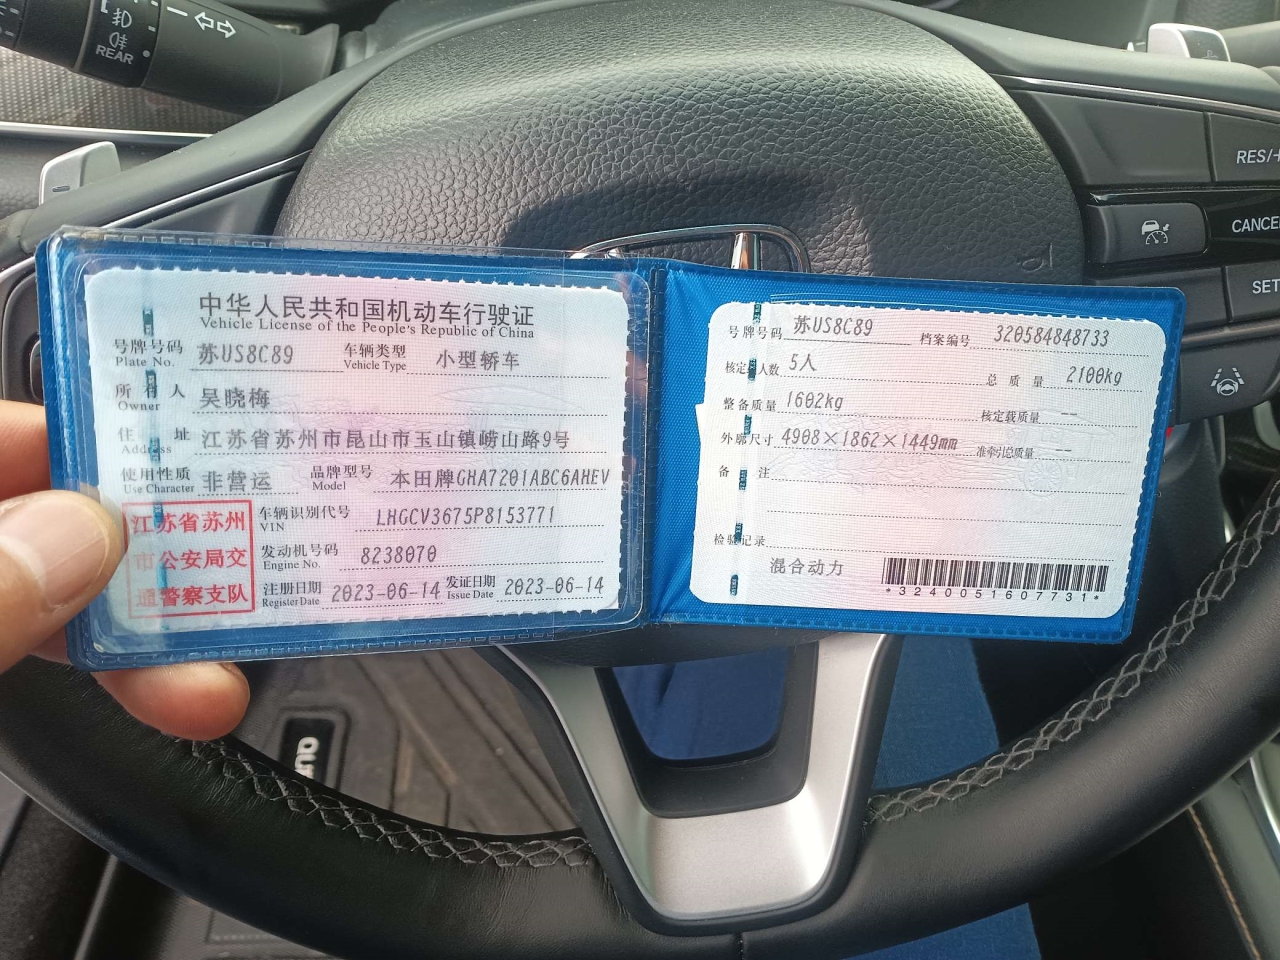 REAR
RES/+
CANCE
SET
中华人民共和国机动车行驶证
Vehicle License of the People's Republic of China
号牌号码 苏US8C89 车辆类型 小型轿车
Plate No. Vehicle Type
所有人 吴晓梅
Owner
住址 江苏省苏州市昆山市玉山镇崂山路9号
Address
使用性质 非营运 品牌型号 本田牌GHA7201ABC6AHEV
Use Character Model
江苏省苏州
市公安局交
通警察支队
车辆识别代号 LHGCV3675P8153771
VIN
发动机号码 8238070
Engine No.
注册日期 2023-06-14 发证日期 2023-06-14
Register Date Issue Date
号牌号码 苏US8C89 档案编号 320584848733
核定载人数 5人 总质量 2100kg
整备质量 1602kg 核定载质量 --
外廓尺寸 4908×1862×1449mm 准牵引总质量 --
备注
检验记录
混合动力
*3240051607731*